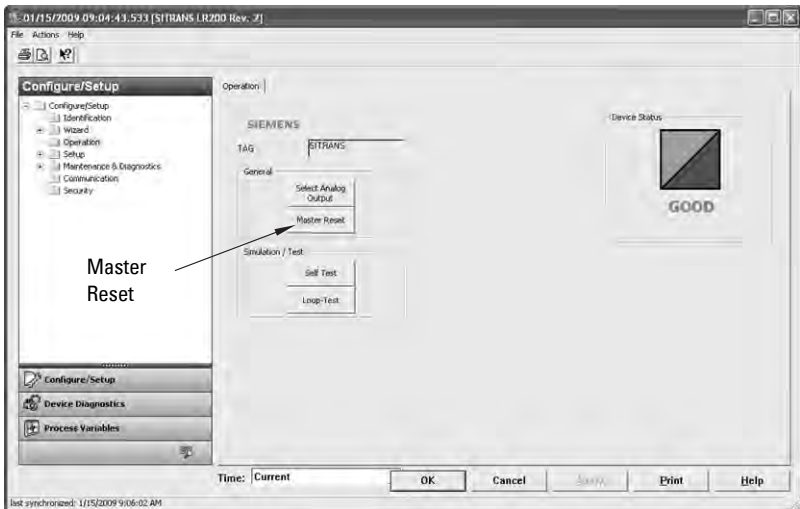 01/15/2009 09:04:43.533 [SITRANS LR200 Rev. 2]
File Actions Help
Configure/Setup
Configure/Setup
Identification
Wizard
Operation
Setup
Maintenance & Diagnostics
Communication
Security
Configure/Setup
Device Diagnostics
Process Variables
Operation
SIEMENS
TAG SITRANS
General
Select Analog
Output
Master Reset
Simulation / Test
Self Test
Loop-Test
Device Status
GOOD
Master
Reset
Time: Current
OK Cancel Apply Print Help
last synchronized: 1/15/2009 9:06:02 AM